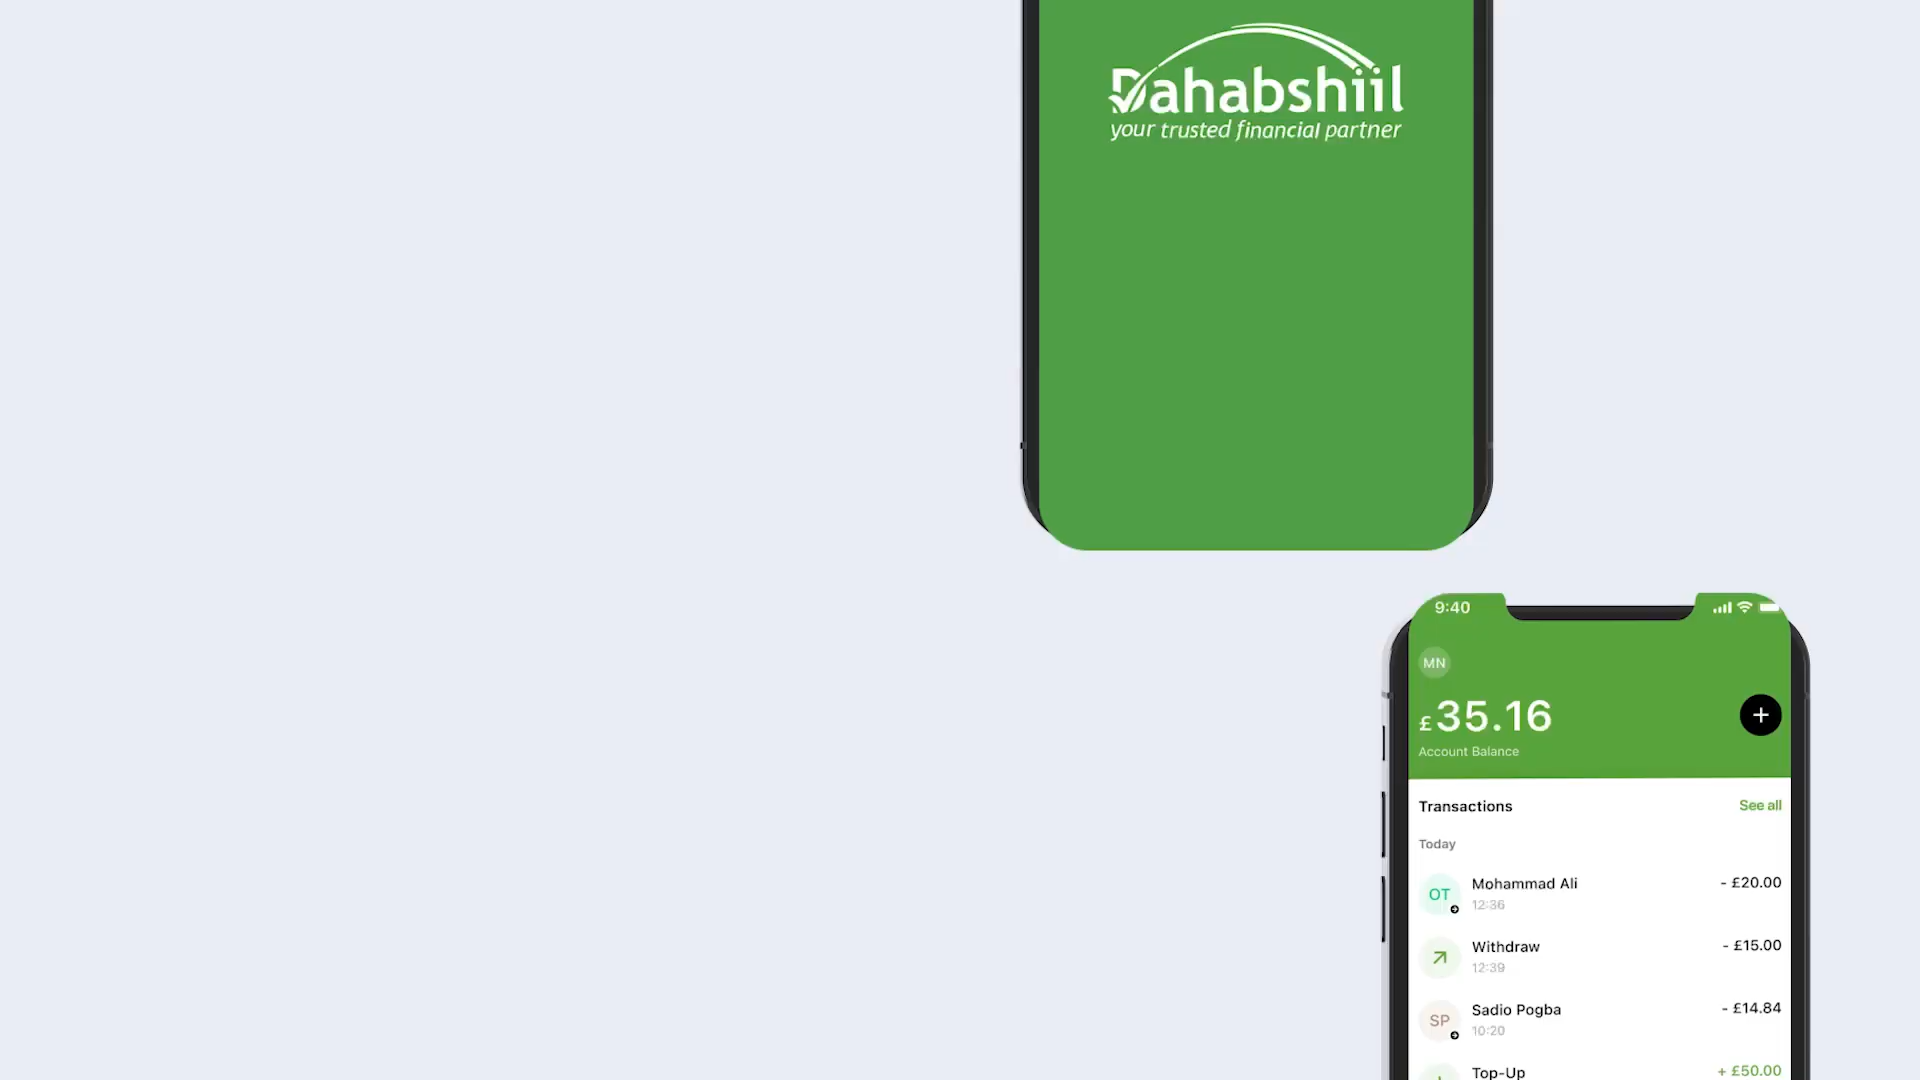 Dahabshiil
your trusted financial partner
9:40
MN
£35.16
Account Balance
Transactions
See all
Today
OT
Mohammad Ali
- £20.00
12:36
Withdraw
- £15.00
12:39
SP
Sadio Pogba
- £14.84
10:20
Top-Up
+ £50.00